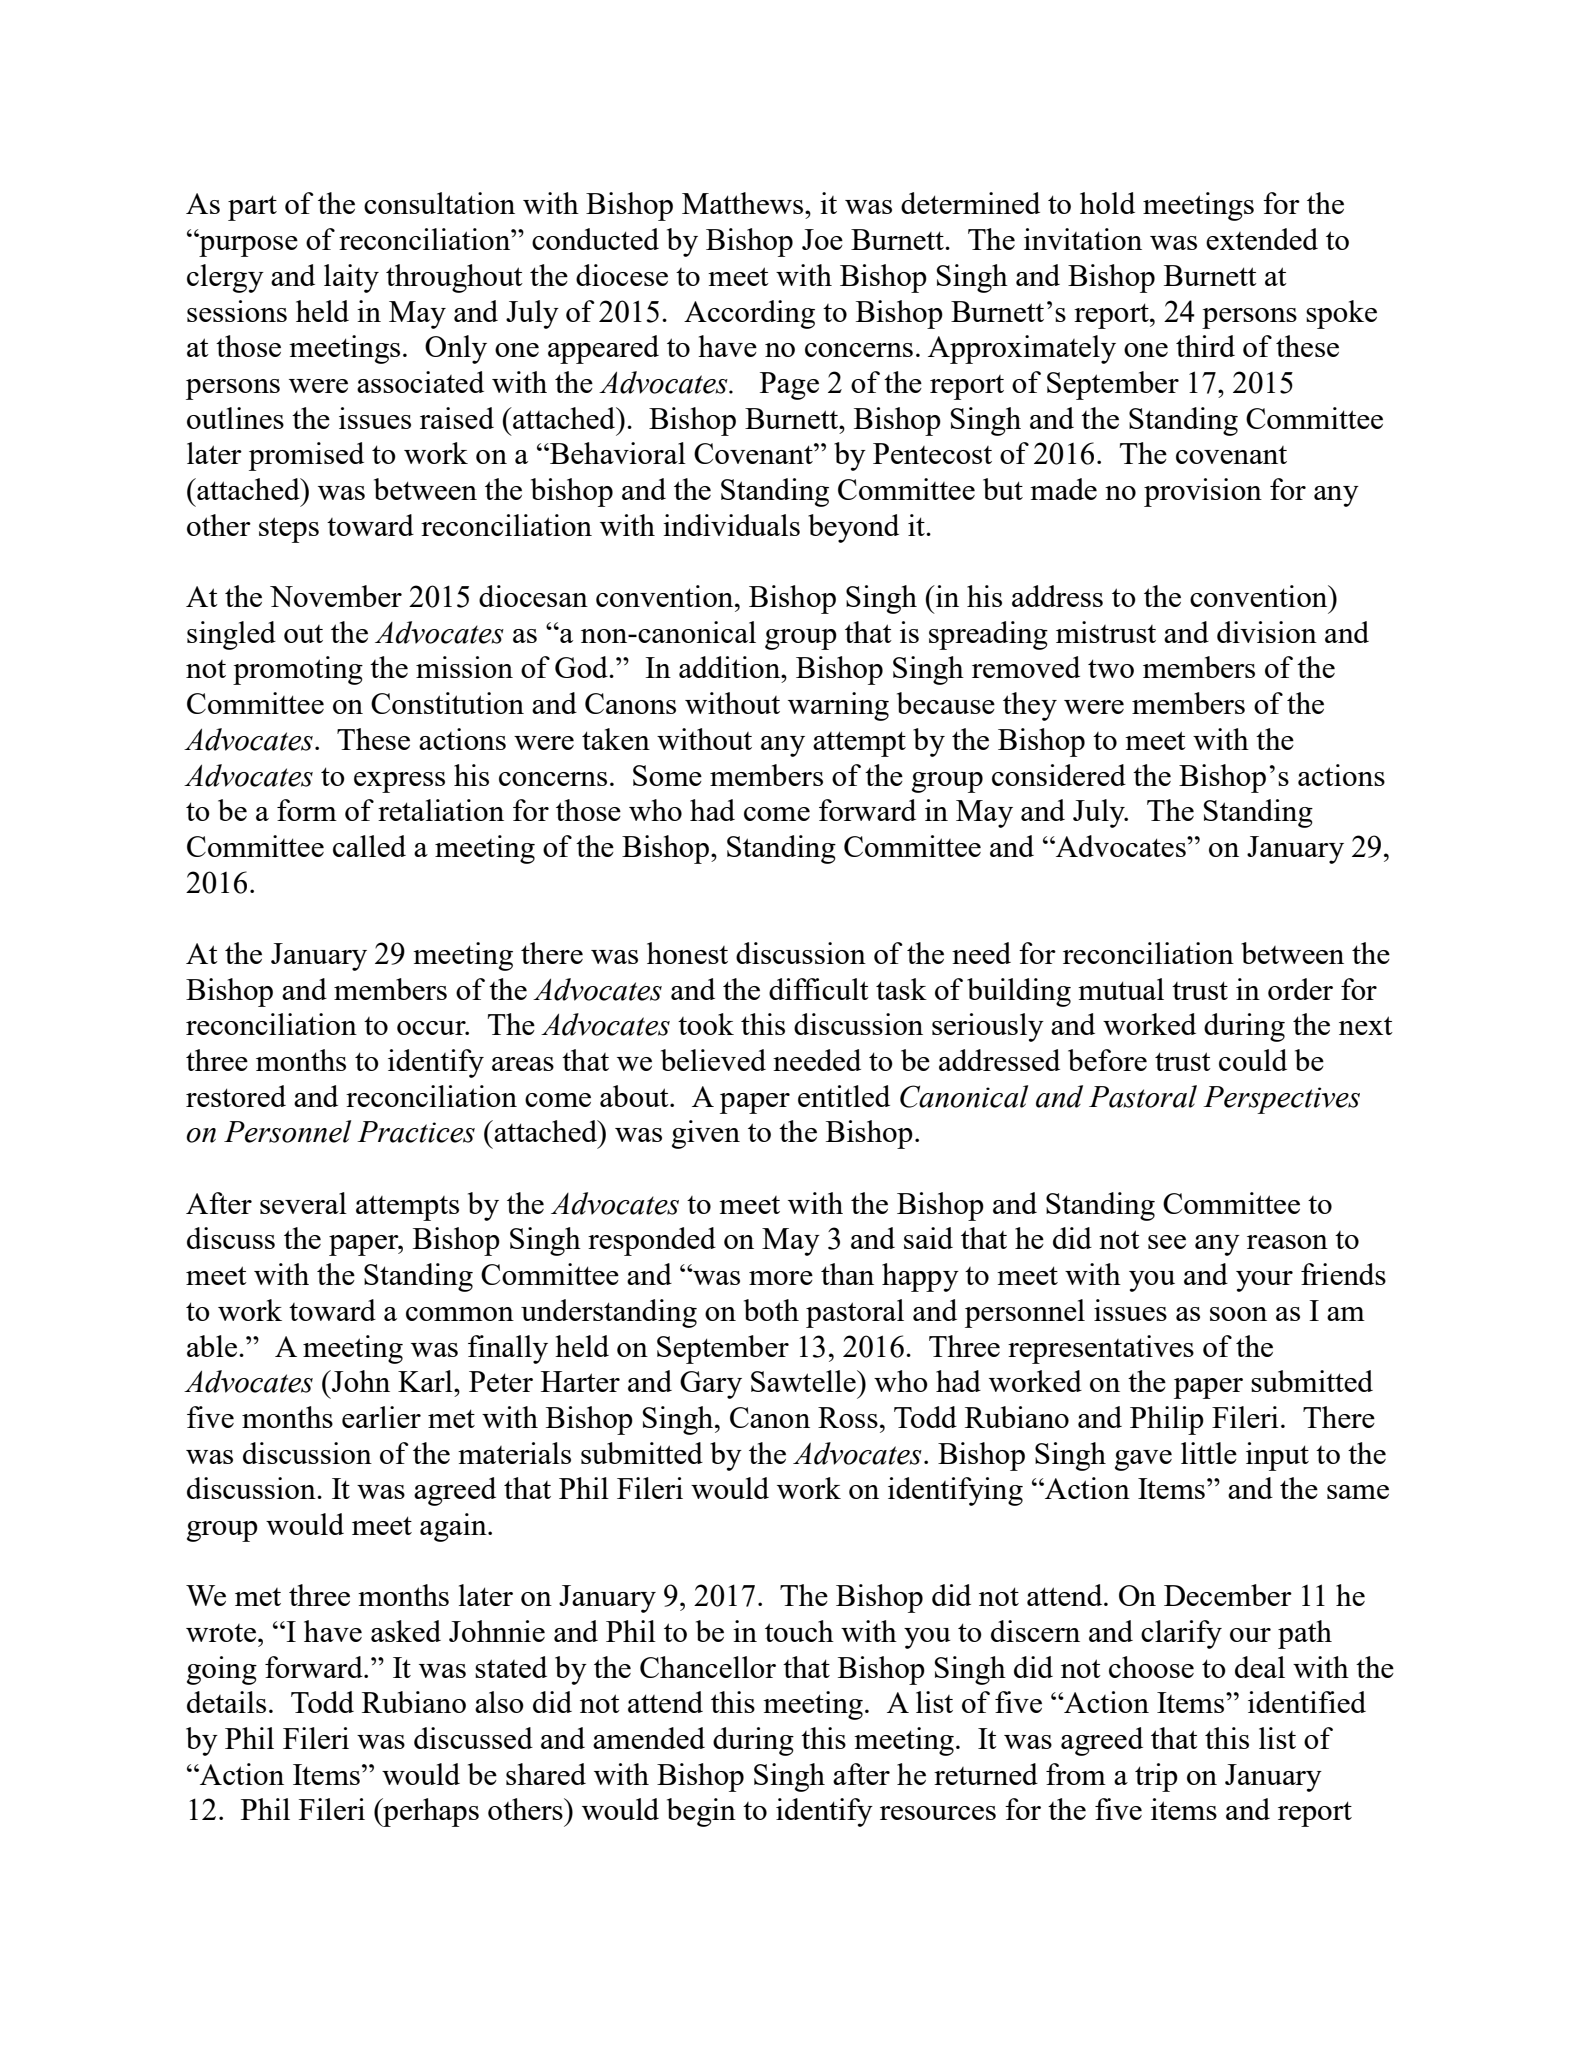 As part of the consultation with Bishop Matthews, it was determined to hold meetings for the
“purpose of reconciliation” conducted by Bishop Joe Burnett.  The invitation was extended to
clergy and laity throughout the diocese to meet with Bishop Singh and Bishop Burnett at
sessions held in May and July of 2015.  According to Bishop Burnett’s report, 24 persons spoke
at those meetings.  Only one appeared to have no concerns. Approximately one third of these
persons were associated with the Advocates.   Page 2 of the report of September 17, 2015
outlines the issues raised (attached).  Bishop Burnett, Bishop Singh and the Standing Committee
later promised to work on a “Behavioral Covenant” by Pentecost of 2016.  The covenant
(attached) was between the bishop and the Standing Committee but made no provision for any
other steps toward reconciliation with individuals beyond it.

At the November 2015 diocesan convention, Bishop Singh (in his address to the convention)
singled out the Advocates as “a non-canonical group that is spreading mistrust and division and
not promoting the mission of God.”  In addition, Bishop Singh removed two members of the
Committee on Constitution and Canons without warning because they were members of the
Advocates.  These actions were taken without any attempt by the Bishop to meet with the
Advocates to express his concerns.  Some members of the group considered the Bishop’s actions
to be a form of retaliation for those who had come forward in May and July.  The Standing
Committee called a meeting of the Bishop, Standing Committee and “Advocates” on January 29,
2016.

At the January 29 meeting there was honest discussion of the need for reconciliation between the
Bishop and members of the Advocates and the difficult task of building mutual trust in order for
reconciliation to occur.  The Advocates took this discussion seriously and worked during the next
three months to identify areas that we believed needed to be addressed before trust could be
restored and reconciliation come about.  A paper entitled Canonical and Pastoral Perspectives
on Personnel Practices (attached) was given to the Bishop.

After several attempts by the Advocates to meet with the Bishop and Standing Committee to
discuss the paper, Bishop Singh responded on May 3 and said that he did not see any reason to
meet with the Standing Committee and “was more than happy to meet with you and your friends
to work toward a common understanding on both pastoral and personnel issues as soon as I am
able.”  A meeting was finally held on September 13, 2016.  Three representatives of the
Advocates (John Karl, Peter Harter and Gary Sawtelle) who had worked on the paper submitted
five months earlier met with Bishop Singh, Canon Ross, Todd Rubiano and Philip Fileri.  There
was discussion of the materials submitted by the Advocates. Bishop Singh gave little input to the
discussion. It was agreed that Phil Fileri would work on identifying “Action Items” and the same
group would meet again.

We met three months later on January 9, 2017.  The Bishop did not attend. On December 11 he
wrote, “I have asked Johnnie and Phil to be in touch with you to discern and clarify our path
going forward.” It was stated by the Chancellor that Bishop Singh did not choose to deal with the
details.  Todd Rubiano also did not attend this meeting.  A list of five “Action Items” identified
by Phil Fileri was discussed and amended during this meeting.  It was agreed that this list of
“Action Items” would be shared with Bishop Singh after he returned from a trip on January
12.  Phil Fileri (perhaps others) would begin to identify resources for the five items and report